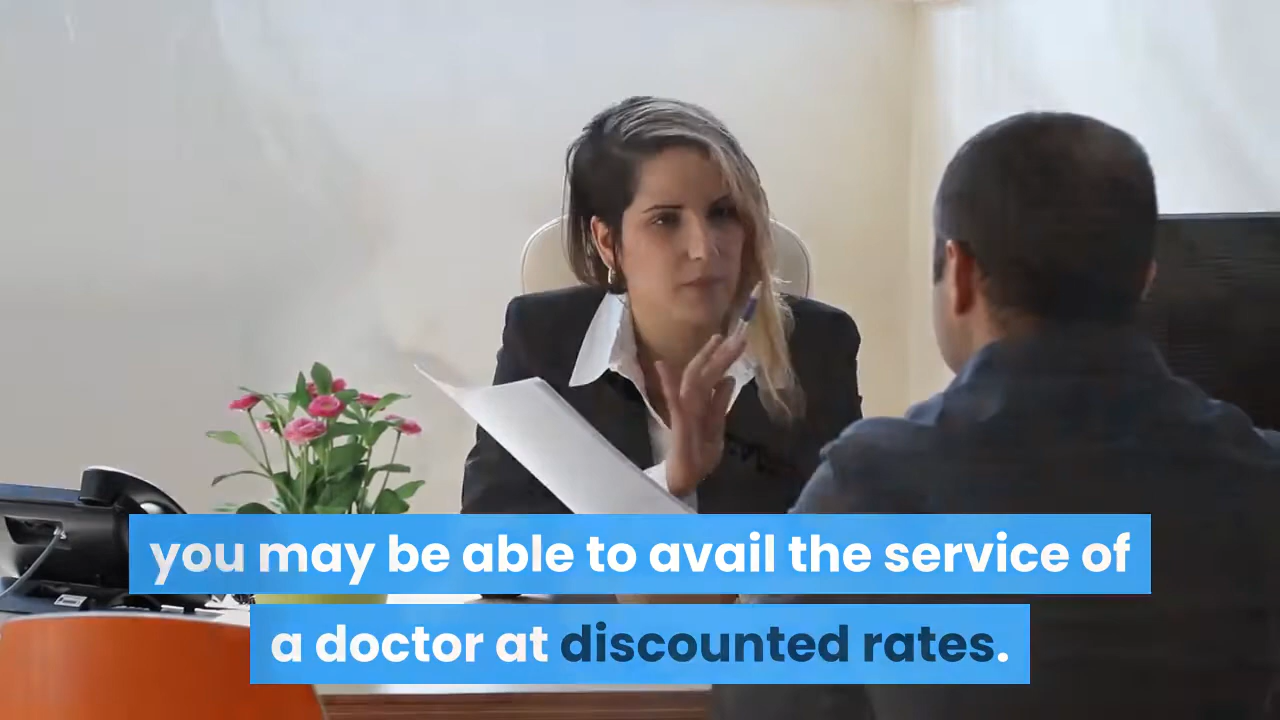 you may be able to avail the service of
a doctor at discounted rates.